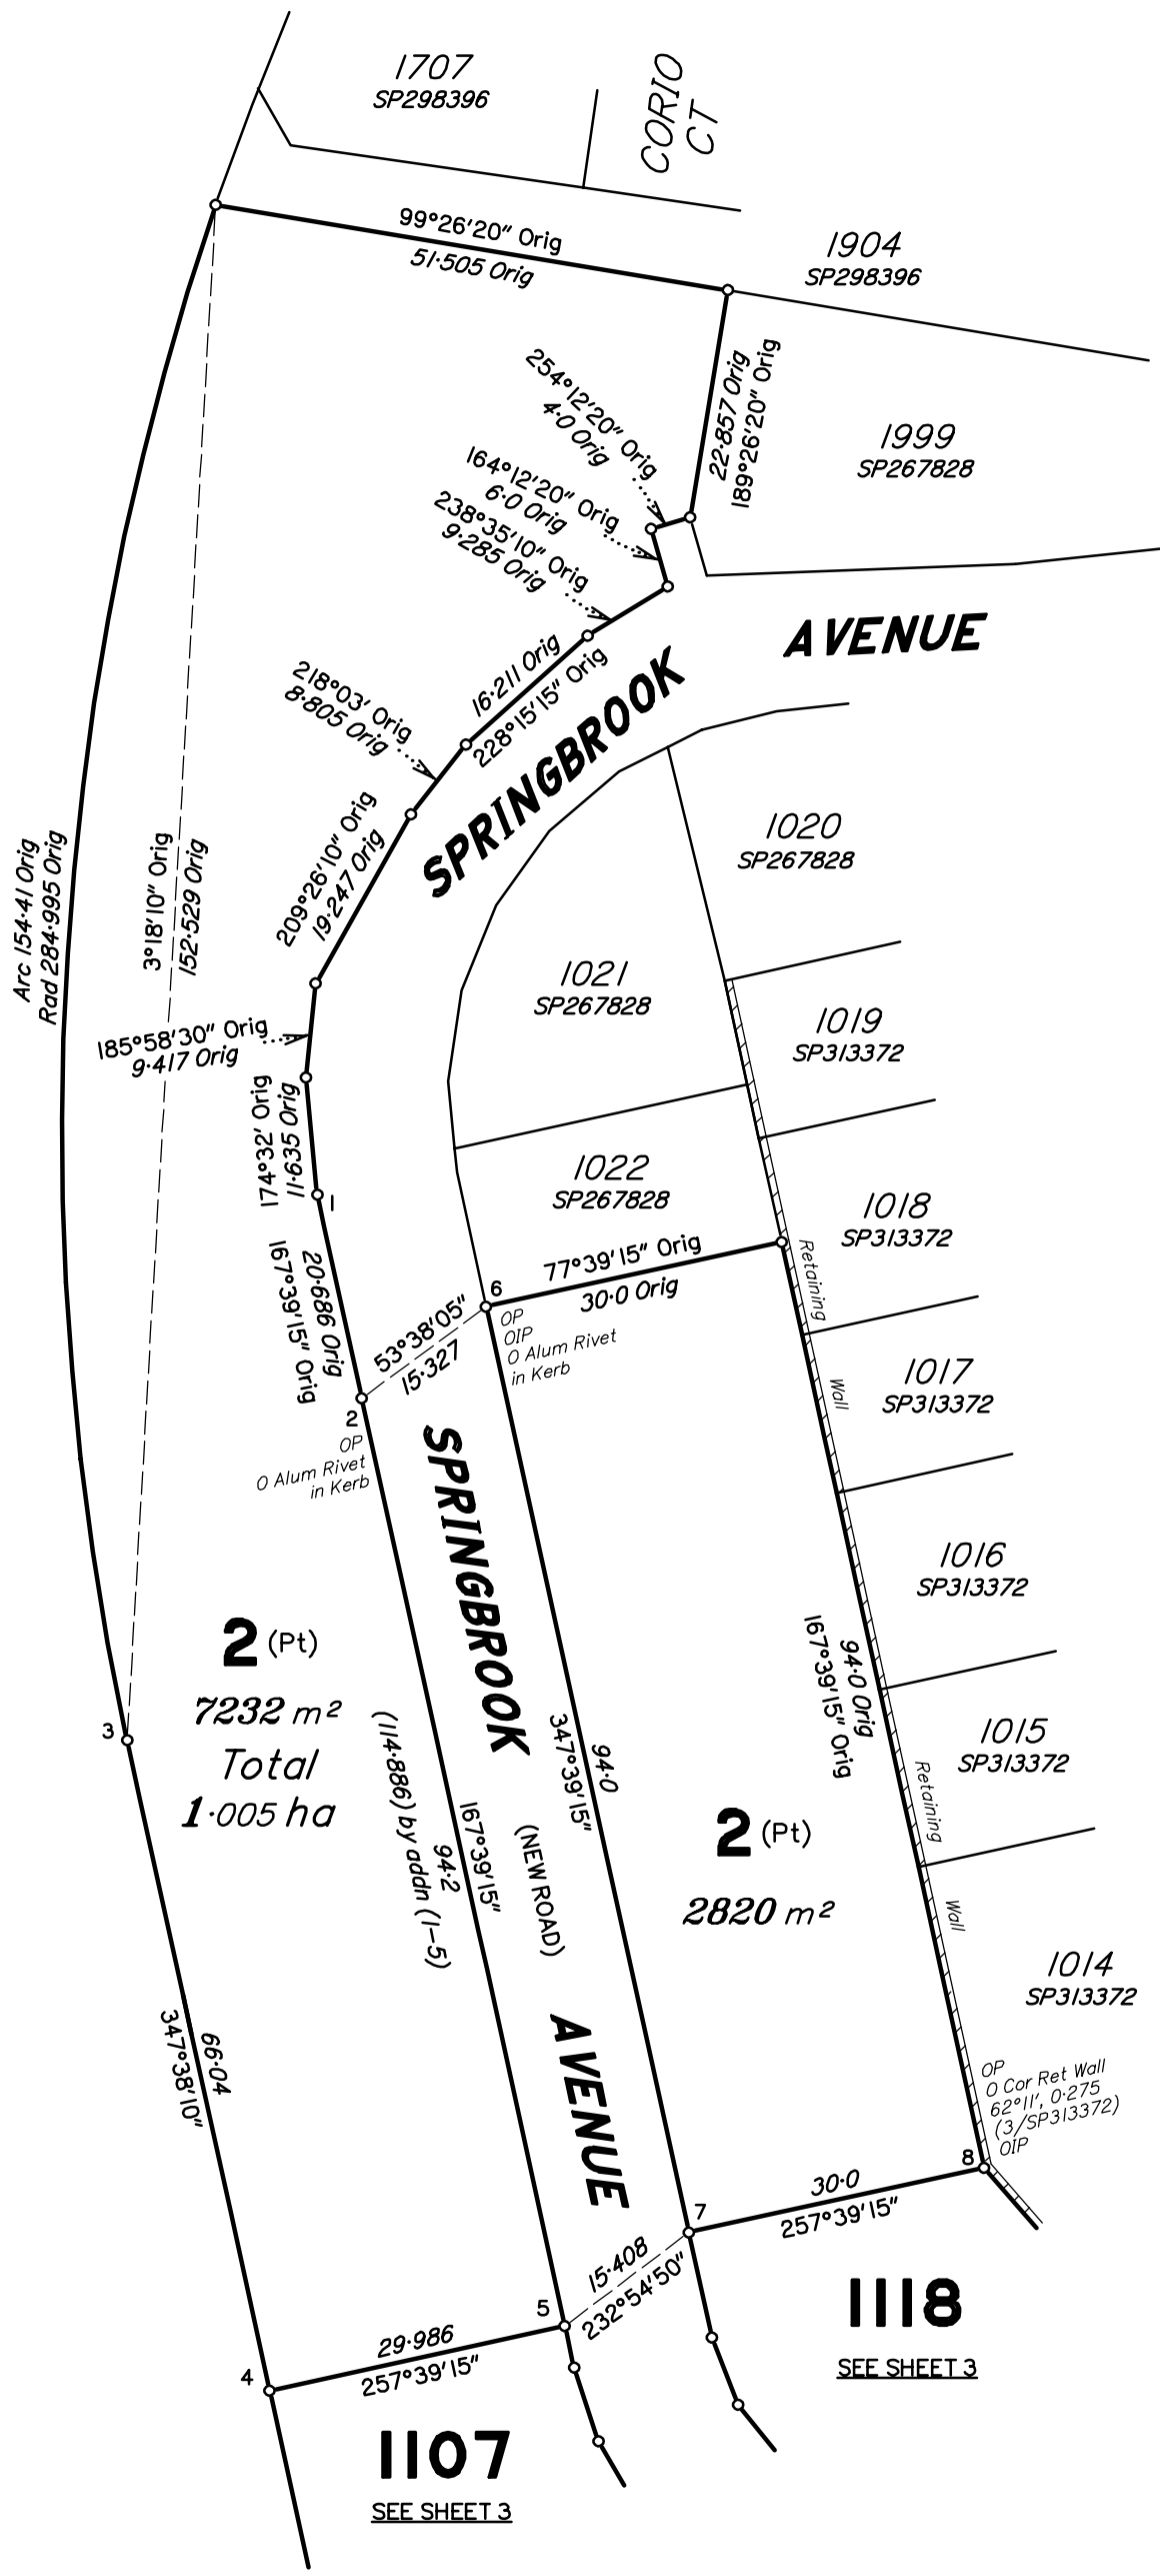 1707
SP298396
CORIO
CT
99°26'20" Orig
51·505 Orig
1904
SP298396
22·857 Orig
189°26'20" Orig
1999
SP267828
254°12'20" Orig
4·0 Orig
164°12'20" Orig
6·0 Orig
238°35'10" Orig
9·285 Orig
AVENUE
SPRINGBROOK
16·211 Orig
228°15'15" Orig
218°03' Orig
8·805 Orig
209°26'10" Orig
19·247 Orig
Arc 154·41 Orig
Rad 284·995 Orig
3°18'10" Orig
152·529 Orig
1020
SP267828
1021
SP267828
1019
SP313372
185°58'30" Orig
9·417 Orig
174°32' Orig
11·635 Orig
1
1022
SP267828
1018
SP313372
77°39'15" Orig
30·0 Orig
Retaining
Wall
20·686 Orig
167°39'15" Orig
6
OP
OIP
O Alum Rivet
in Kerb
53°38'05"
15·327
2
OP
O Alum Rivet
in Kerb
1017
SP313372
SPRINGBROOK
1016
SP313372
94·0 Orig
167°39'15" Orig
2 (Pt)
7232 m²
Total
1·005 ha
3
94·0
347°39'15"
1015
SP313372
Retaining
Wall
2 (Pt)
2820 m²
(114·886) by addn (1–5)
94·2
167°39'15"
(NEW ROAD)
1014
SP313372
AVENUE
66·04
347°38'10"
OP
O Cor Ret Wall
62°11', 0·275
(3/SP313372)
OIP
8
30·0
257°39'15"
7
15·408
232°54'50"
5
29·986
257°39'15"
4
1118
SEE SHEET 3
1107
SEE SHEET 3